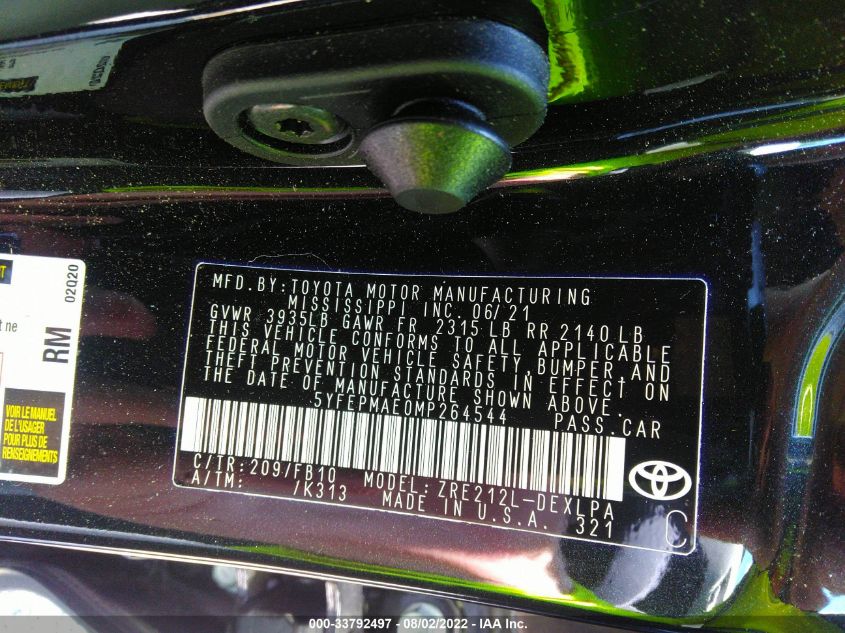 MFD.BY:TOYOTA MOTOR MANUFACTURING
MISSISSIPPI INC. 06/21
GVWR 3935LB GAWR FR 2315 LB RR 2140 LB
THIS VEHICLE CONFORMS TO ALL APPLICABLE
FEDERAL MOTOR VEHICLE SAFETY, BUMPER AND
THEFT PREVENTION STANDARDS IN EFFECT ON
THE DATE OF MANUFACTURE SHOWN ABOVE.
5YFEPMAE0MP264544 PASS.CAR
C/TR:209/FB10 MODEL:ZRE212L-DEXLPA
A/TM: /K313 MADE IN U.S.A. 321
C
02Q20
t ne
RM
VOIR LE MANUEL
DE L'USAGER
POUR PLUS DE
RENSEIGNEMENTS
000-33792497 - 08/02/2022 - IAA Inc.